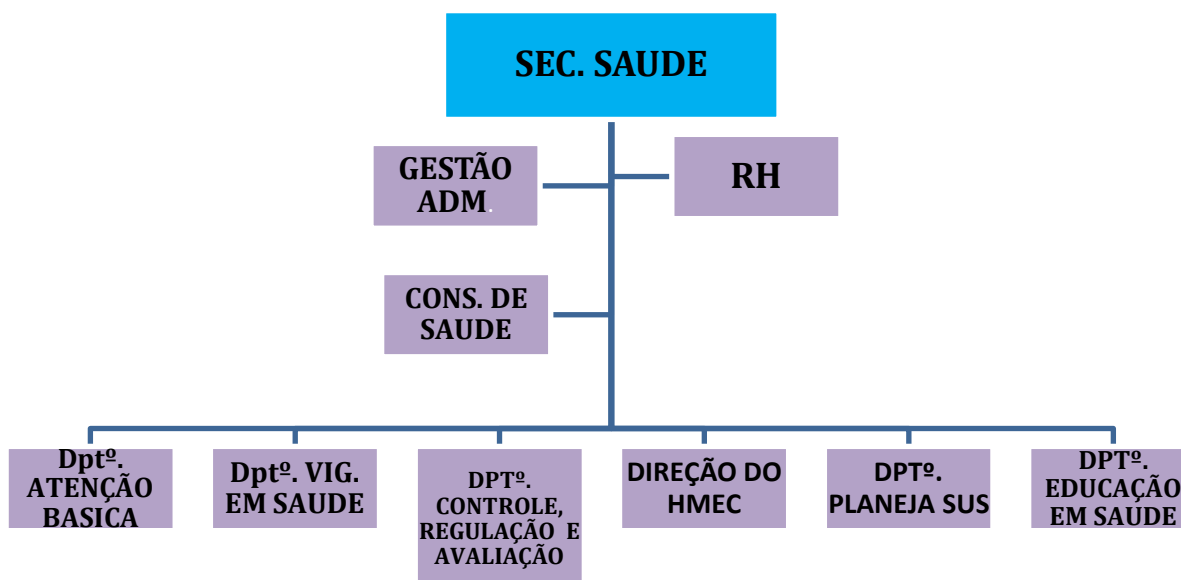 SEC. SAUDE
GESTÃO
ADM.
RH
CONS. DE
SAUDE
Dptº.
ATENÇÃO
BASICA
Dptº. VIG.
EM SAUDE
DPTº.
CONTROLE,
REGULAÇÃO E
AVALIAÇÃO
DIREÇÃO DO
HMEC
DPTº.
PLANEJA SUS
DPTº.
EDUCAÇÃO
EM SAUDE